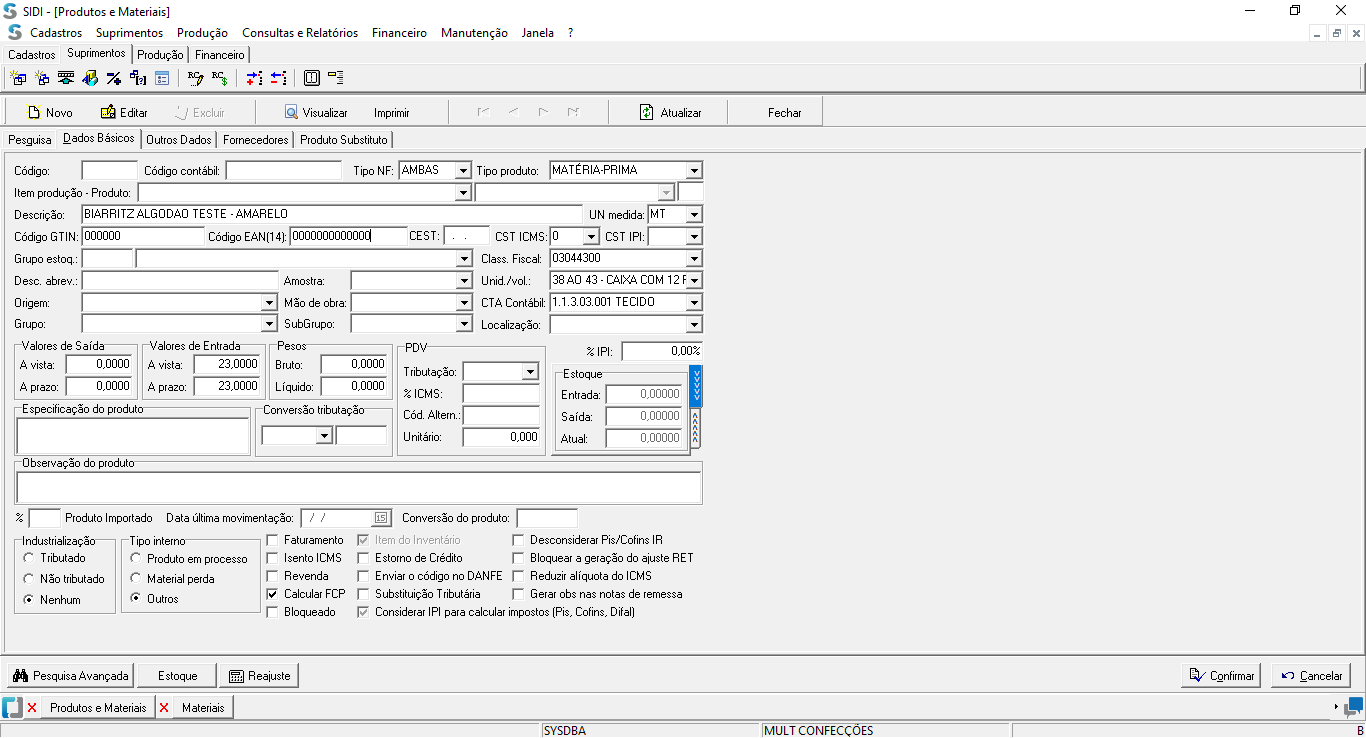 SIDI - [Produtos e Materiais]
Cadastros Suprimentos Produção Consultas e Relatórios Financeiro Manutenção Janela ?
Cadastros Suprimentos Produção Financeiro
Novo Editar Excluir Visualizar Imprimir Atualizar Fechar
Pesquisa Dados Básicos Outros Dados Fornecedores Produto Substituto
Código: Código contábil: Tipo NF: AMBAS Tipo produto: MATÉRIA-PRIMA
Item produção - Produto:
Descrição: BIARRITZ ALGODAO TESTE - AMARELO UN medida: MT
Código GTIN: 000000 Código EAN(14): 0000000000000 CEST: . . CST ICMS: 0 CST IPI:
Grupo estoq.: Class. Fiscal: 03044300
Desc. abrev.: Amostra: Unid./vol.: 38 AO 43 - CAIXA COM 12 F
Origem: Mão de obra: CTA Contábil: 1.1.3.03.001 TECIDO
Grupo: SubGrupo: Localização:
Valores de Saída Valores de Entrada Pesos PDV % IPI: 0,00%
A vista: 0,0000 A vista: 23,0000 Bruto: 0,0000 Tributação: Estoque
A prazo: 0,0000 A prazo: 23,0000 Líquido: 0,0000 % ICMS: Entrada: 0,00000
Especificação do produto Conversão tributação Cód. Altern.: Saída: 0,00000
Unitário: 0,000 Atual: 0,00000
Observação do produto
% Produto Importado Data última movimentação: / / 15 Conversão do produto:
Industrialização Tipo interno Faturamento Item do Inventário Desconsiderar Pis/Cofins IR
Tributado Produto em processo Isento ICMS Estorno de Crédito Bloquear a geração do ajuste RET
Não tributado Material perda Revenda Enviar o código no DANFE Reduzir alíquota do ICMS
Nenhum Outros Calcular FCP Substituição Tributária Gerar obs nas notas de remessa
Bloqueado Considerar IPI para calcular impostos (Pis, Cofins, Difal)
Pesquisa Avançada Estoque Reajuste Confirmar Cancelar
Produtos e Materiais Materiais
SYSDBA MULT CONFECÇÕES B